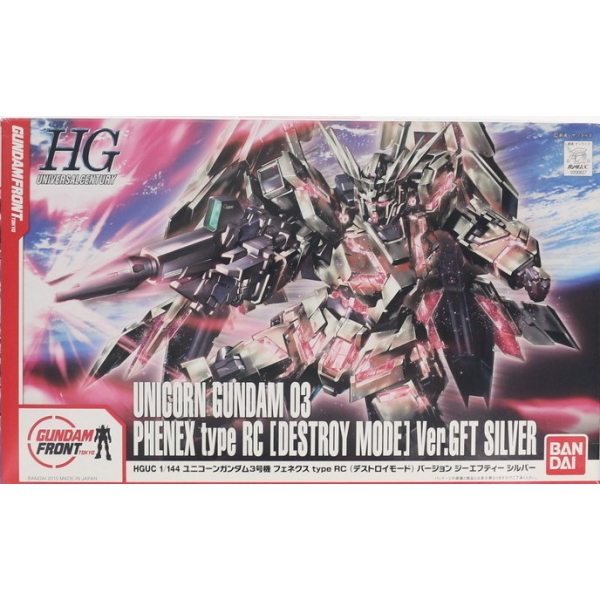 GUNDAMFRONT TOKYO
HG
UNIVERSAL CENTURY
UNICORN GUNDAM 03
PHENEX type RC [DESTROY MODE] Ver.GFT SILVER
GUNDAM
FRONT TOKYO
HGUC 1/144 ユニコーンガンダム3号機 フェネクス type RC (デストロイモード) バージョン ジーエフティー シルバー
BAN
DAI